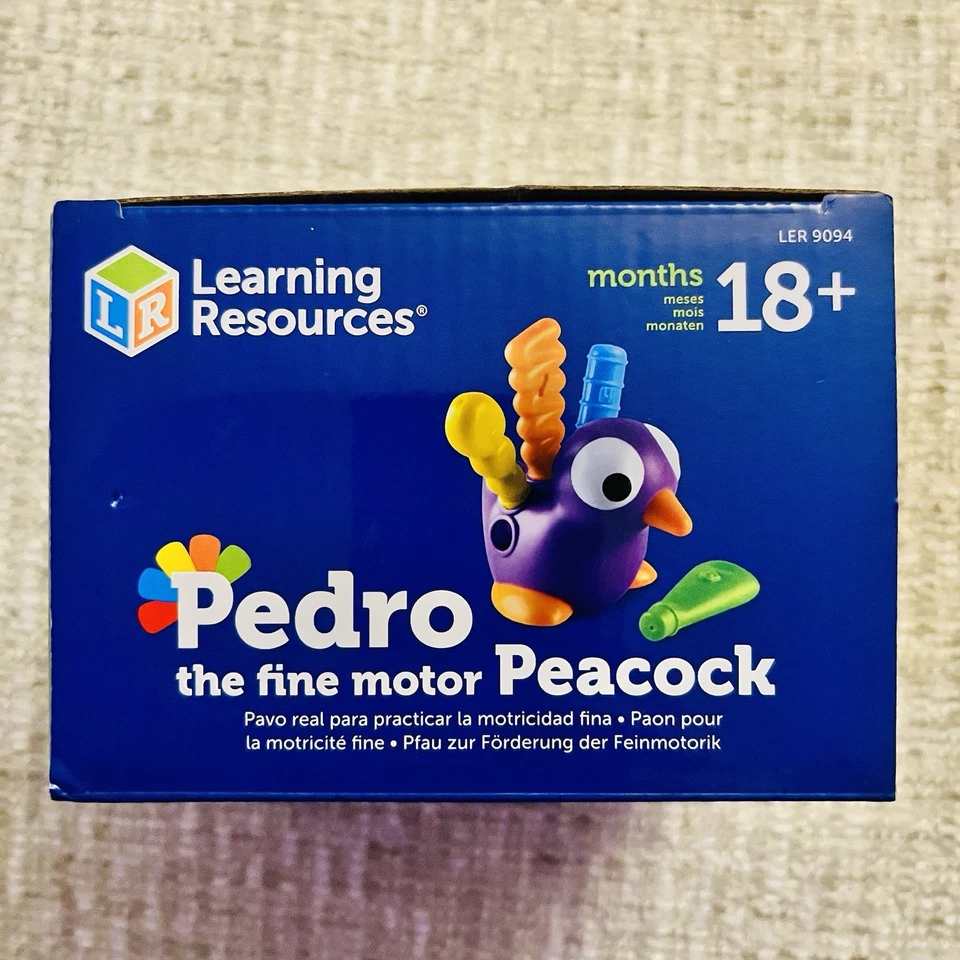 LER 9094
LR
Learning
Resources®
months
meses
mois
monaten
18+
Pedro
the fine motor Peacock
Pavo real para practicar la motricidad fina • Paon pour
la motricité fine • Pfau zur Förderung der Feinmotorik